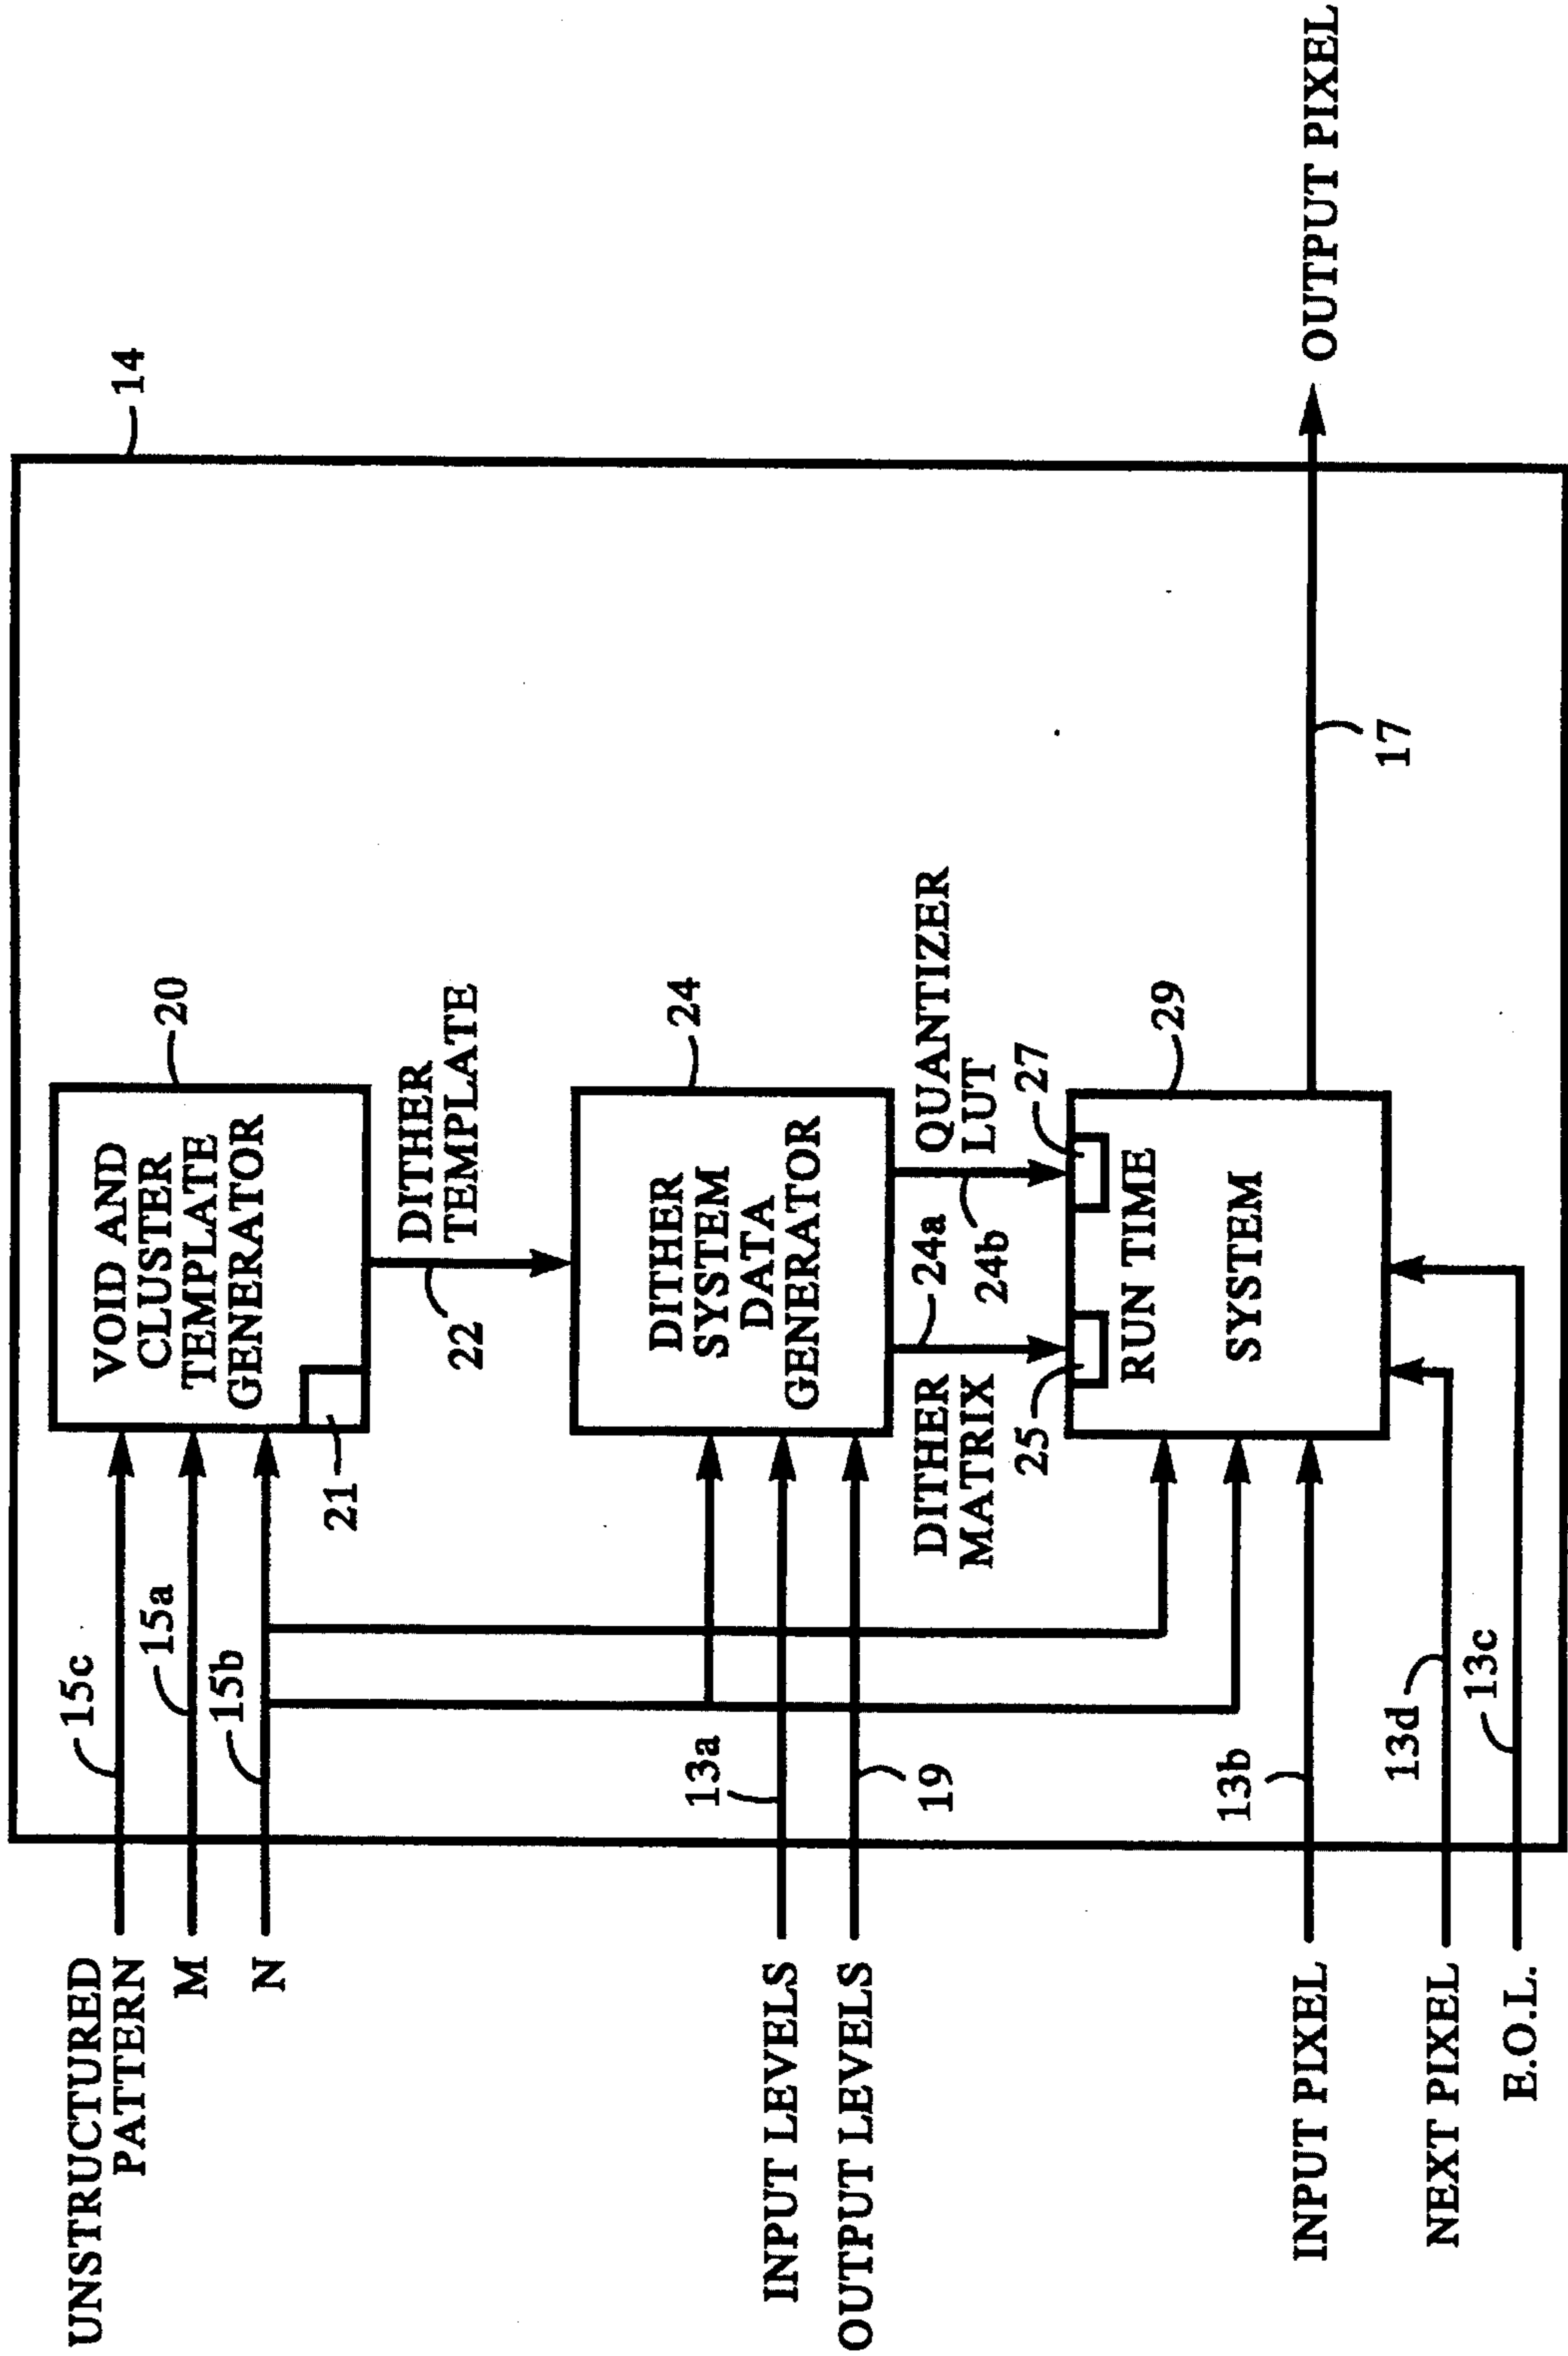 14
UNSTRUCTURED
PATTERN
15c
M
15a
N
15b
VOID AND
CLUSTER
TEMPLATE
GENERATOR
20
21
22
DITHER
TEMPLATE
INPUT LEVELS
13a
OUTPUT LEVELS
19
DITHER
SYSTEM
DATA
GENERATOR
24
DITHER
MATRIX
24a
24b
QUANTIZER
LUT
25
27
RUN TIME
SYSTEM
29
INPUT PIXEL
13b
NEXT PIXEL
13d
E.O.L.
13c
17
OUTPUT PIXEL